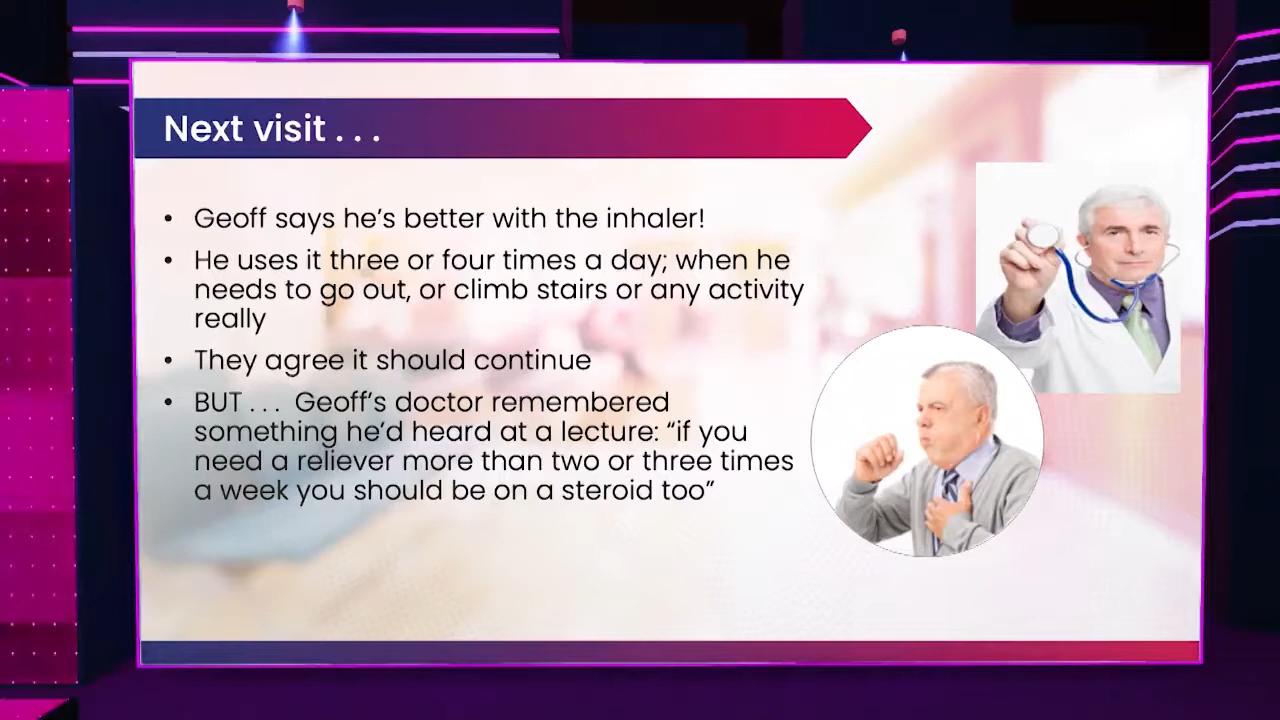 Next visit . . .
• Geoff says he’s better with the inhaler!
• He uses it three or four times a day; when he
needs to go out, or climb stairs or any activity
really
• They agree it should continue
• BUT . . .  Geoff’s doctor remembered
something he’d heard at a lecture: “if you
need a reliever more than two or three times
a week you should be on a steroid too”